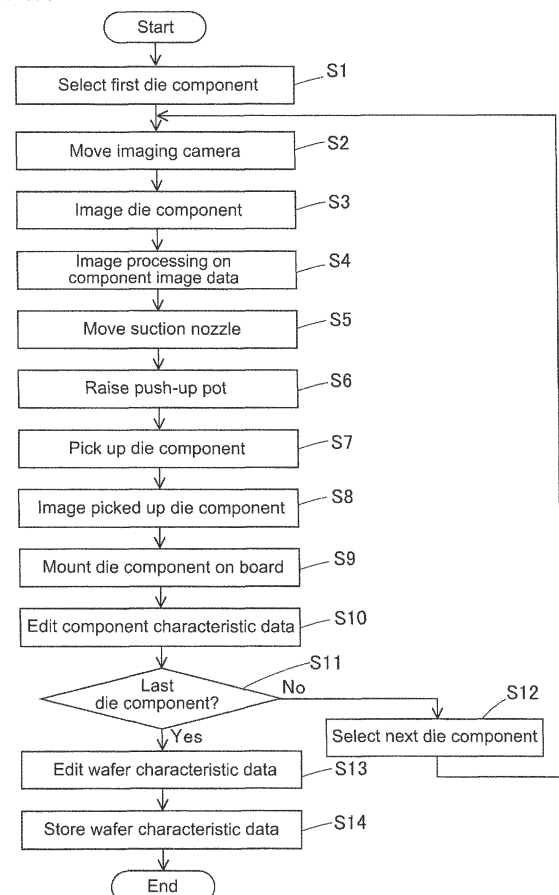 Start
Select first die component
S1
Move imaging camera
S2
Image die component
S3
Image processing on
component image data
S4
Move suction nozzle
S5
Raise push-up pot
S6
Pick up die component
S7
Image picked up die component
S8
Mount die component on board
S9
Edit component characteristic data
S10
Last
die component?
S11
No
Yes
Select next die component
S12
Edit wafer characteristic data
S13
Store wafer characteristic data
S14
End